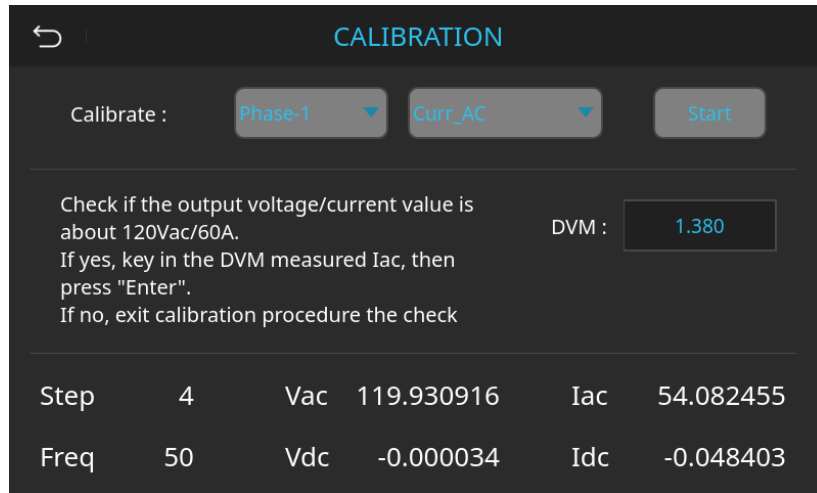 CALIBRATION
Calibrate : Phase-1 Curr_AC Start
Check if the output voltage/current value is
about 120Vac/60A.
If yes, key in the DVM measured Iac, then
press "Enter".
If no, exit calibration procedure the check
DVM : 1.380
Step 4 Vac 119.930916 Iac 54.082455
Freq 50 Vdc -0.000034 Idc -0.048403